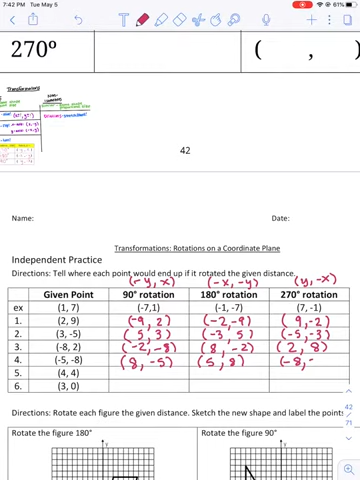 7:42 PM Tue May 5
61%
270º ( , )
Transformations
42
42
71
Name: Date:
Transformations: Rotations on a Coordinate Plane
Independent Practice
Directions: Tell where each point would end up if it rotated the given distance.
(-y, x) (-x, -y) (y, -x)
Given Point 90° rotation 180° rotation 270° rotation
ex (1, 7) (-7,1) (-1,-7) (7, -1)
1. (2, 9) (-9, 2) (-2, -9) (9, -2)
2. (3, -5) (5, 3) (-3, 5) (-5, -3)
3. (-8, 2) (-2, -8) (8, -2) (2, 8)
4. (-5, -8) (8, -5) (5, 8) (-8,
5. (4, 4)
6. (3, 0)
Directions: Rotate each figure the given distance. Sketch the new shape and label the points
Rotate the figure 180° Rotate the figure 90°